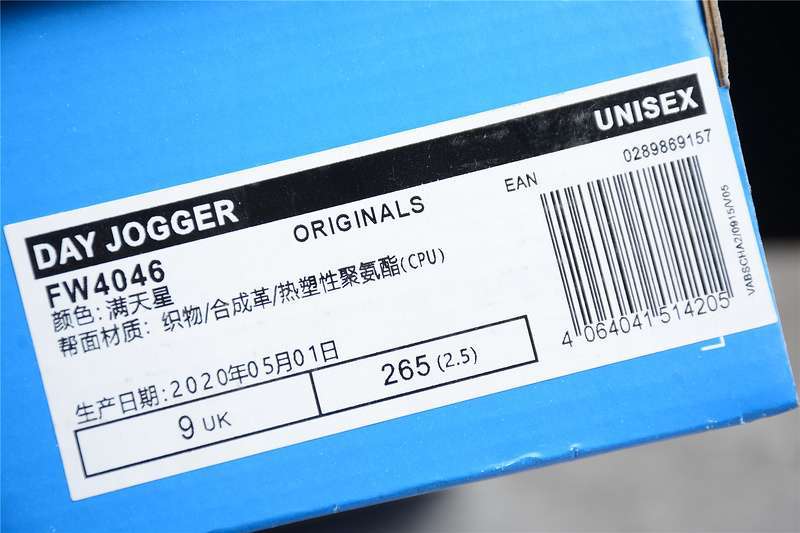 UNISEX
DAY JOGGER
ORIGINALS
EAN
0289869157
FW4046
颜色: 满天星
帮面材质: 织物/合成革/热塑性聚氨酯(CPU)
生产日期:2020年05月01日
9 UK
265 (2.5)
4 064041 514205
VABSCHA2/0915/V05